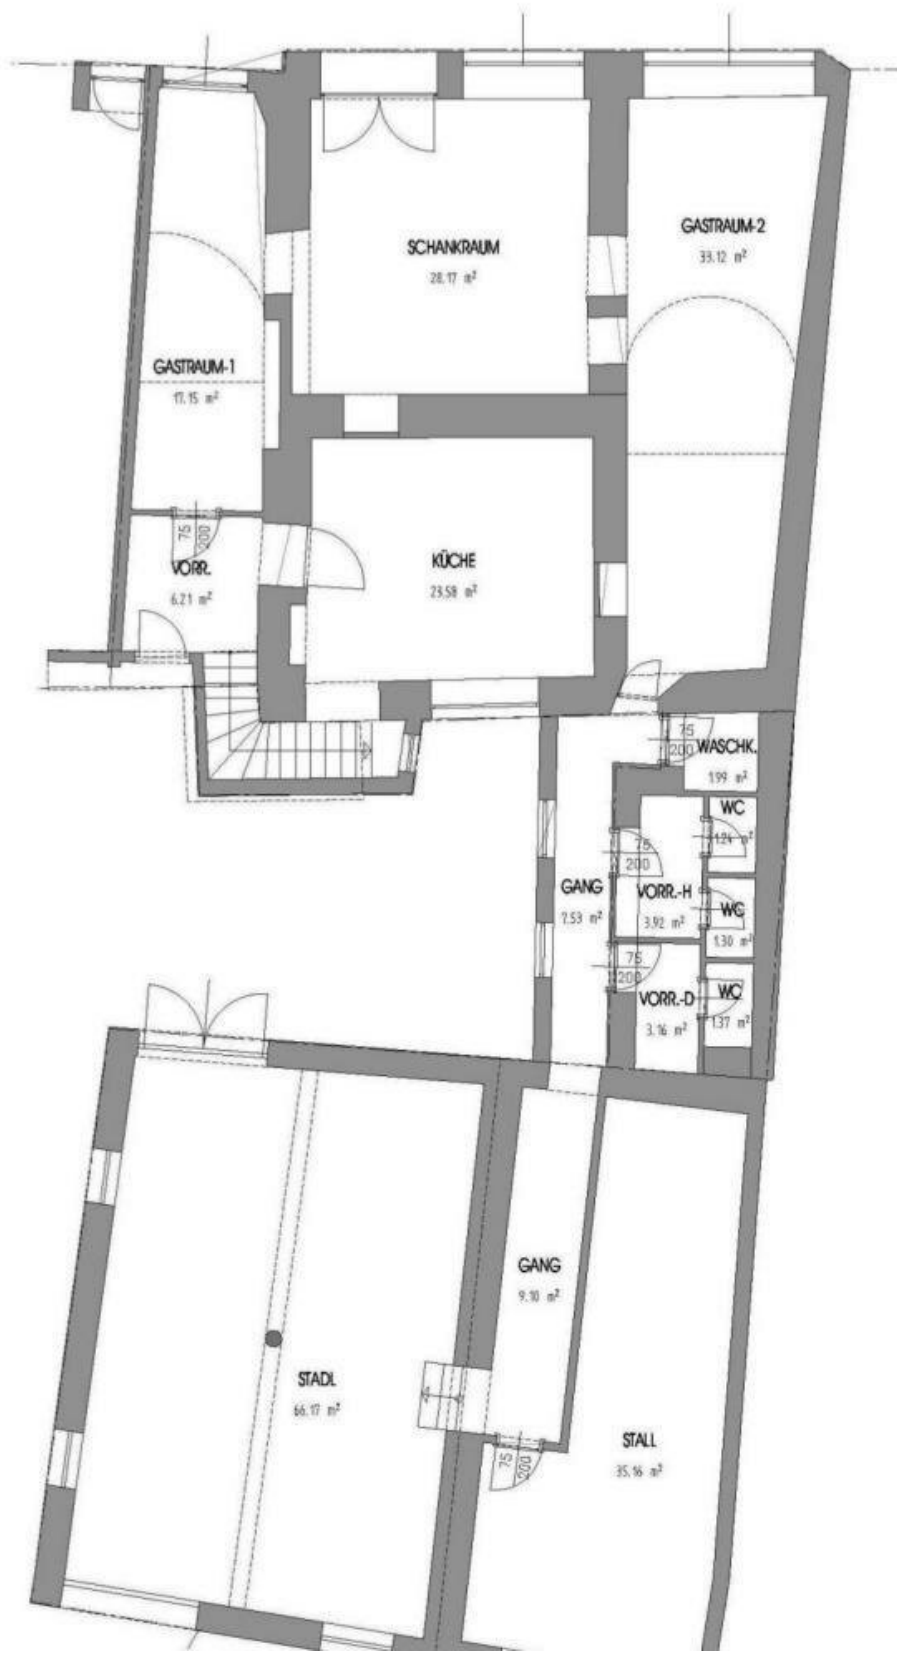 SCHANKRAUM
28.17 m²
GASTRAUM-2
33.12 m²
GASTRAUM-1
17.15 m²
75
200
VORR.
6.21 m²
KÜCHE
23.58 m²
75
200
WASCHK.
1.99 m²
WC
1.24 m²
75
200
GANG
7.53 m²
VORR.-H
3.92 m²
WC
1.30 m²
75
200
VORR.-D
3.16 m²
WC
1.37 m²
GANG
9.10 m²
STADL
66.17 m²
STALL
35.16 m²
75
200